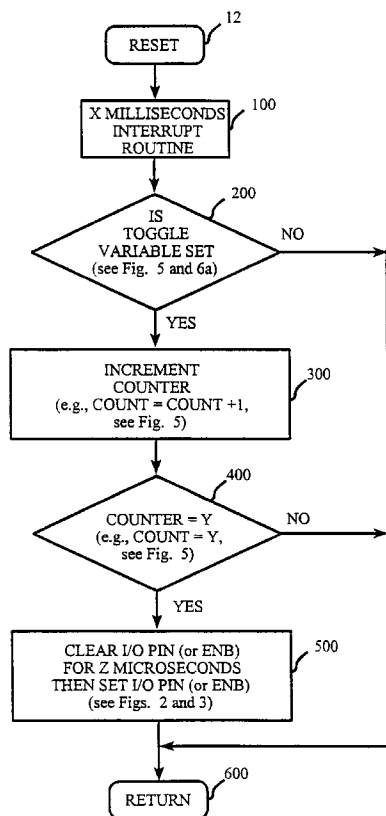 12
RESET
100
X MILLISECONDS
INTERRUPT
ROUTINE
200
IS
TOGGLE
VARIABLE SET
(see Fig. 5 and 6a)
NO
YES
INCREMENT
COUNTER
(e.g., COUNT = COUNT +1,
see Fig. 5)
300
400
COUNTER = Y
(e.g., COUNT = Y,
see Fig. 5)
NO
YES
CLEAR I/O PIN (or ENB)
FOR Z MICROSECONDS
THEN SET I/O PIN (or ENB)
(see Figs. 2 and 3)
500
600
RETURN